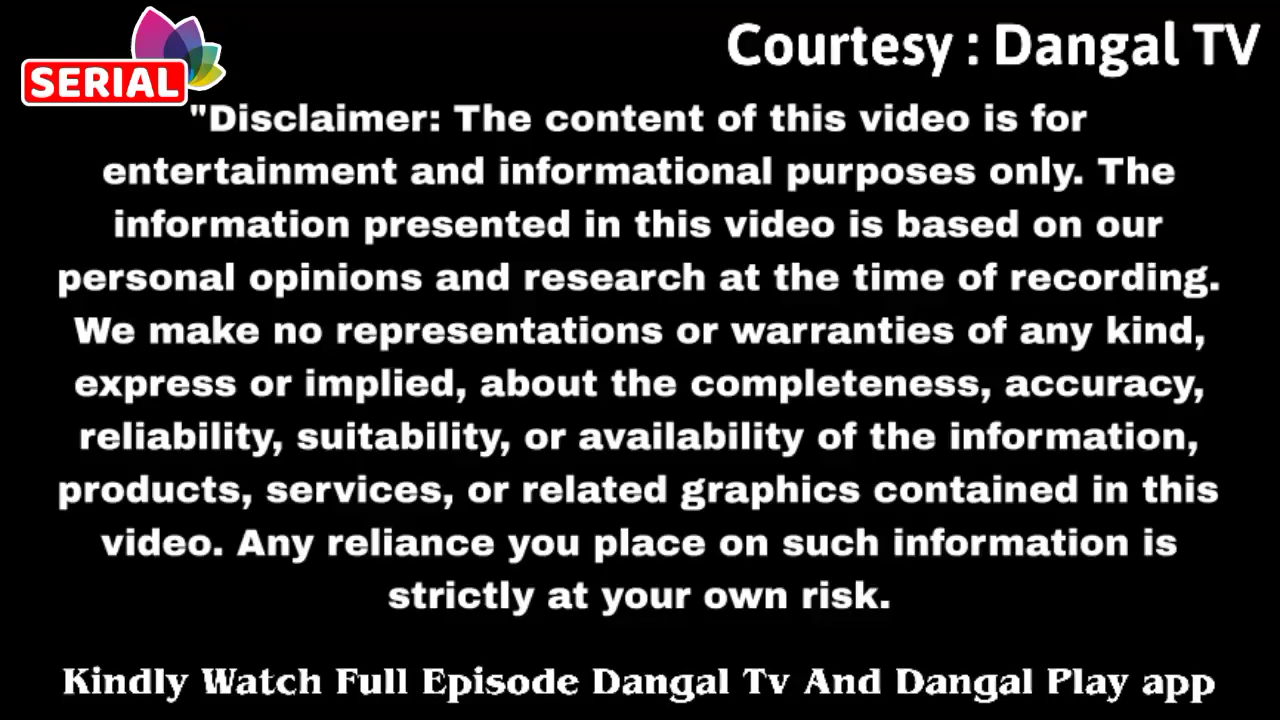 SERIAL
Courtesy : Dangal TV
"Disclaimer: The content of this video is for
entertainment and informational purposes only. The
information presented in this video is based on our
personal opinions and research at the time of recording.
We make no representations or warranties of any kind,
express or implied, about the completeness, accuracy,
reliability, suitability, or availability of the information,
products, services, or related graphics contained in this
video. Any reliance you place on such information is
strictly at your own risk.
Kindly Watch Full Episode Dangal Tv And Dangal Play app